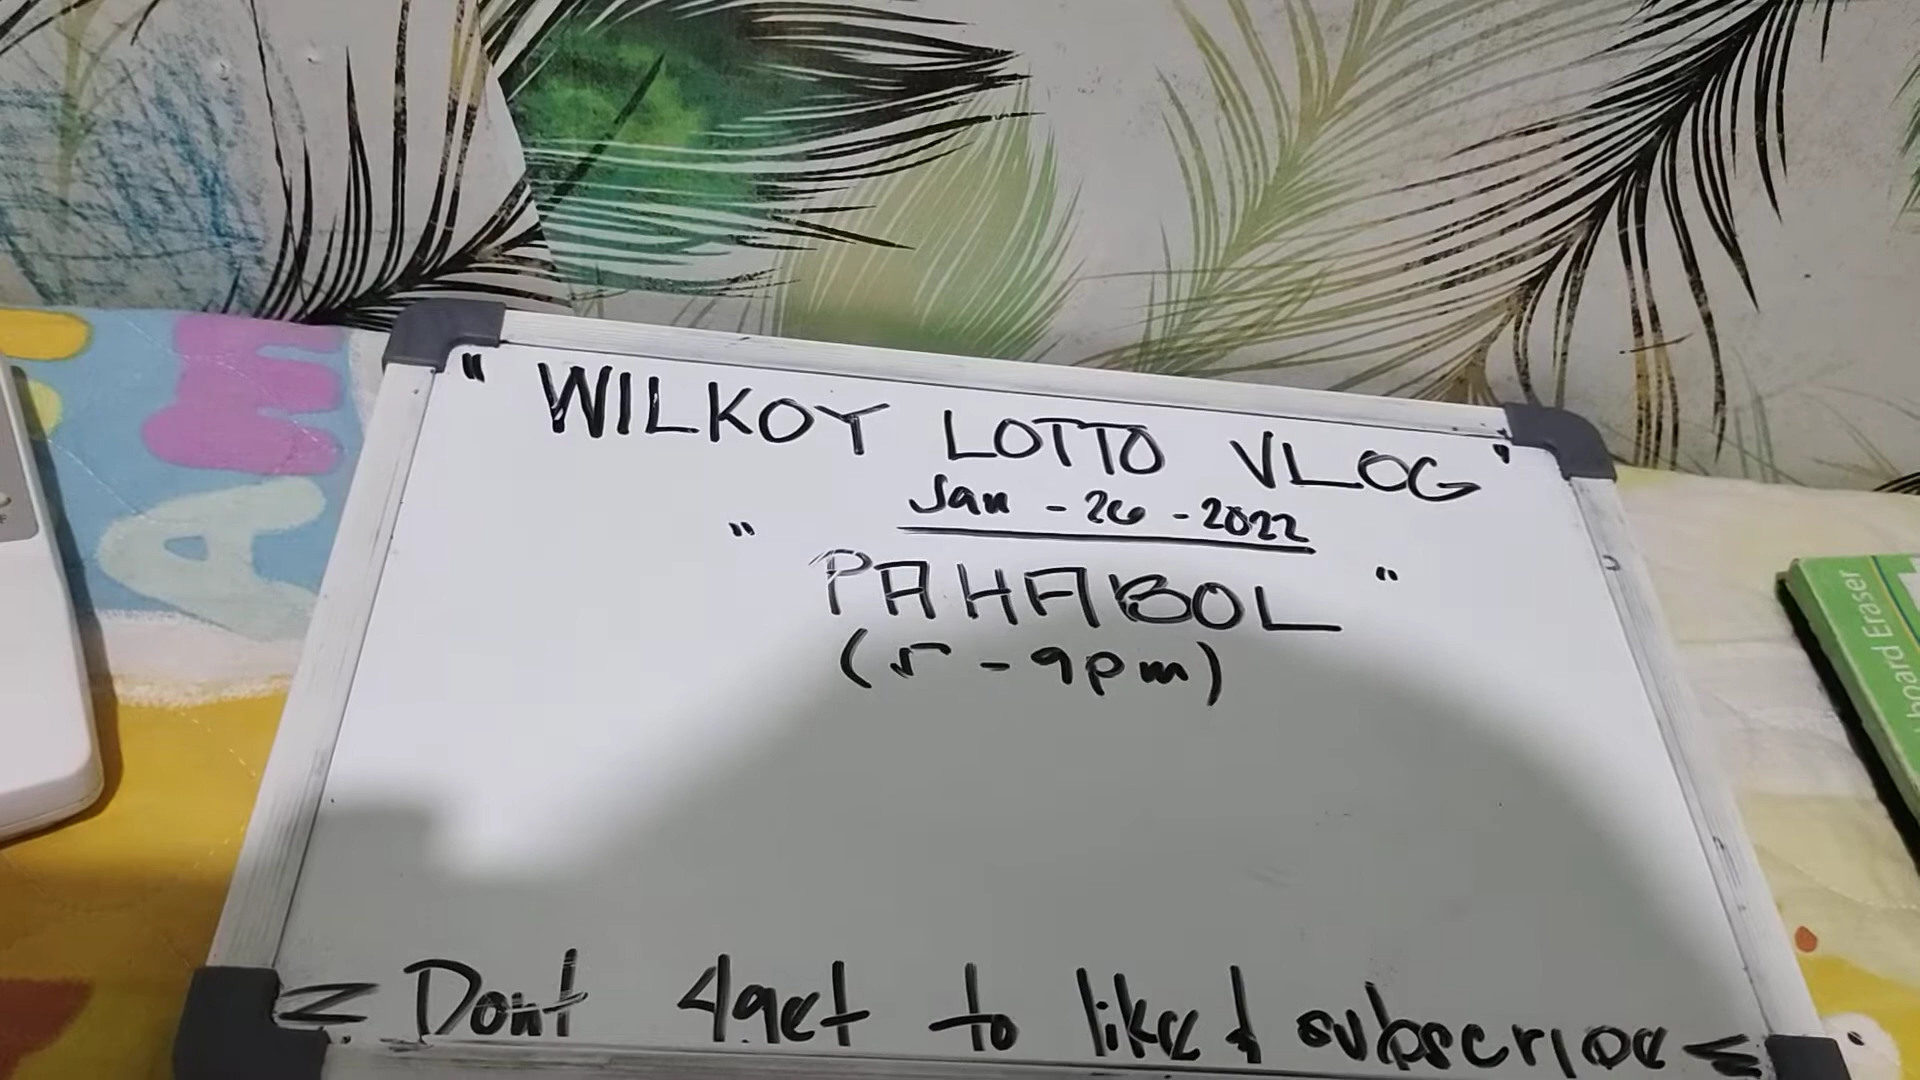 " WILKOY LOTTO VLOG "
Jan - 26 - 2022
" PAHABOL "
(5 - 9pm)
Dont 4get to like & subscribe
board Eraser